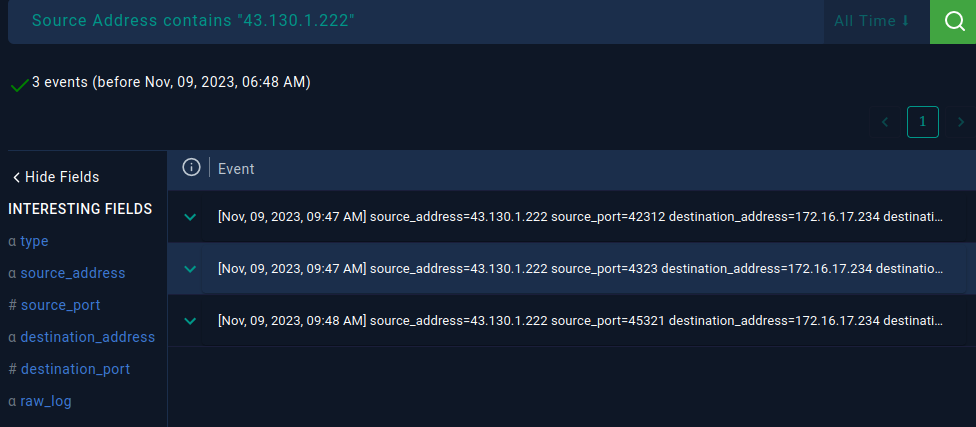 Source Address contains "43.130.1.222"
All Time
3 events (before Nov, 09, 2023, 06:48 AM)
1
Hide Fields
Event
INTERESTING FIELDS
[Nov, 09, 2023, 09:47 AM] source_address=43.130.1.222 source_port=42312 destination_address=172.16.17.234 destinati...
α type
[Nov, 09, 2023, 09:47 AM] source_address=43.130.1.222 source_port=4323 destination_address=172.16.17.234 destinatio...
α source_address
# source_port
[Nov, 09, 2023, 09:48 AM] source_address=43.130.1.222 source_port=45321 destination_address=172.16.17.234 destinati...
α destination_address
# destination_port
α raw_log